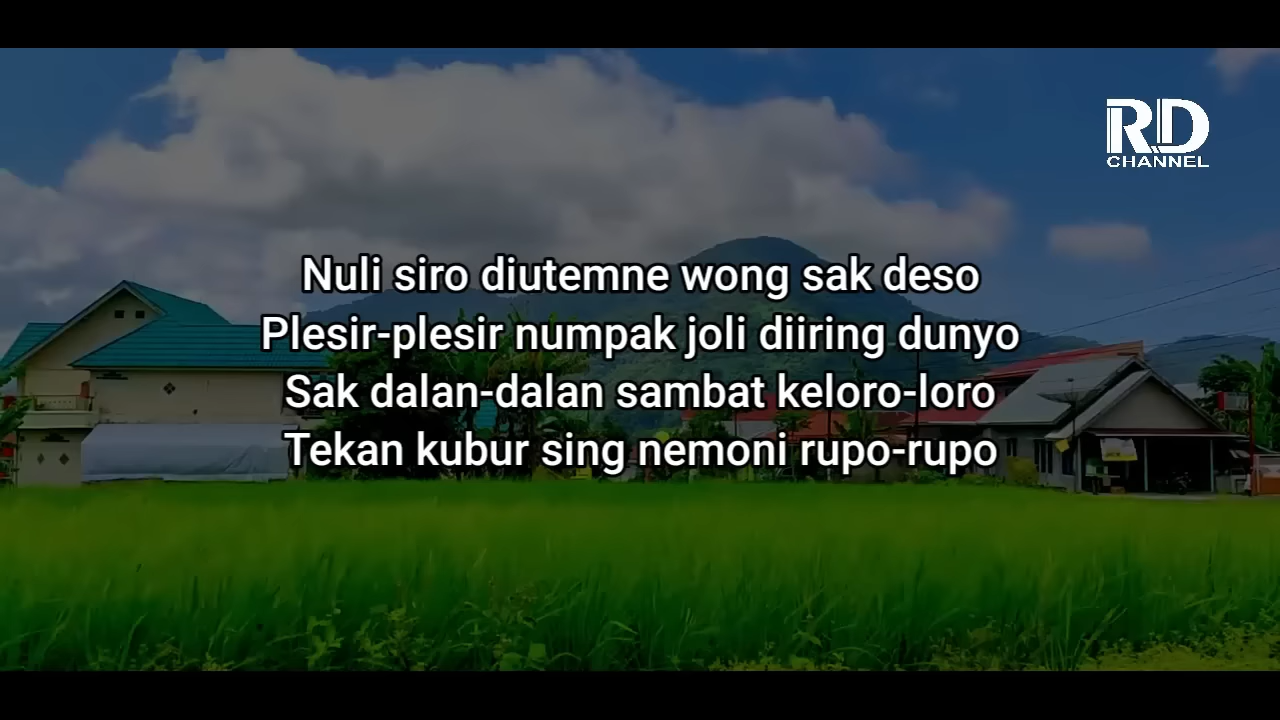 RD
CHANNEL
Nuli siro diutemne wong sak deso
Plesir-plesir numpak joli diiring dunyo
Sak dalan-dalan sambat keloro-loro
Tekan kubur sing nemoni rupo-rupo